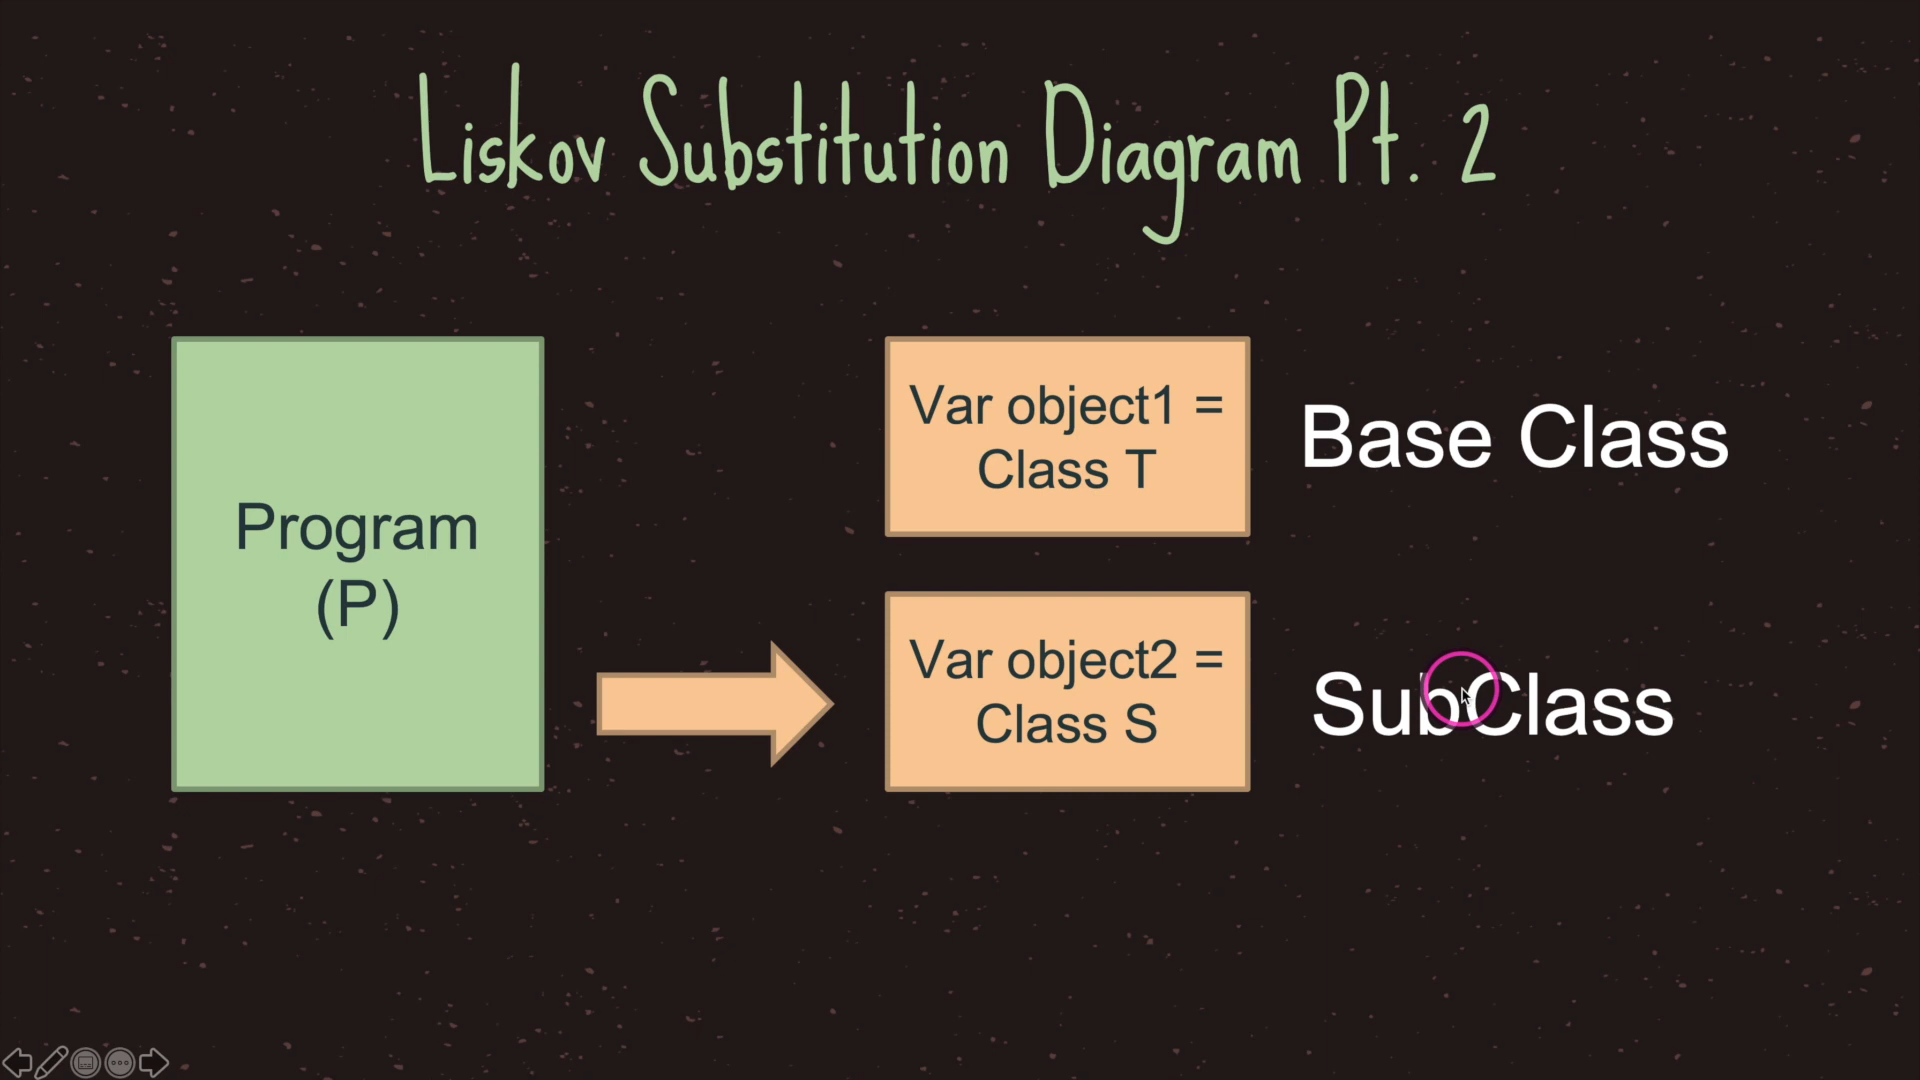 Liskov Substitution Diagram Pt. 2
Program
(P)
Var object1 =
Class T
Base Class
Var object2 =
Class S
SubClass